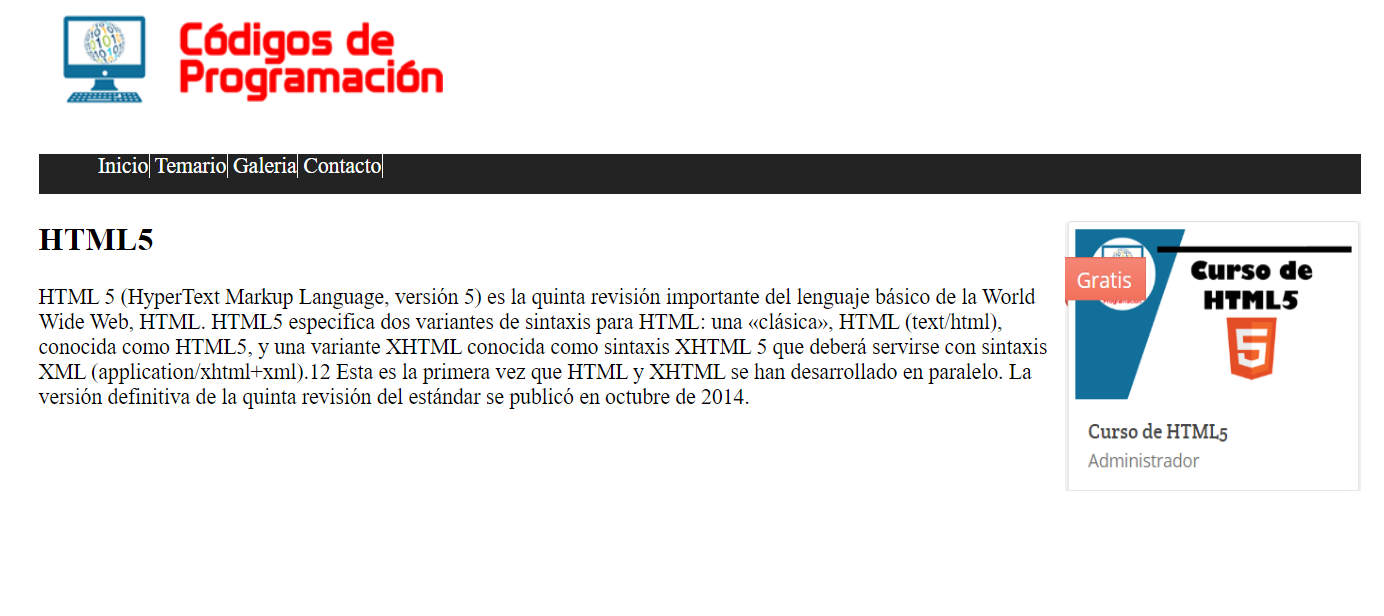 Códigos de
Programación
Inicio Temario Galeria Contacto
HTML5
HTML 5 (HyperText Markup Language, versión 5) es la quinta revisión importante del lenguaje básico de la World
Wide Web, HTML. HTML5 especifica dos variantes de sintaxis para HTML: una «clásica», HTML (text/html),
conocida como HTML5, y una variante XHTML conocida como sintaxis XHTML 5 que deberá servirse con sintaxis
XML (application/xhtml+xml).12 Esta es la primera vez que HTML y XHTML se han desarrollado en paralelo. La
versión definitiva de la quinta revisión del estándar se publicó en octubre de 2014.
Gratis
Curso de
HTML5
5
Curso de HTML5
Administrador